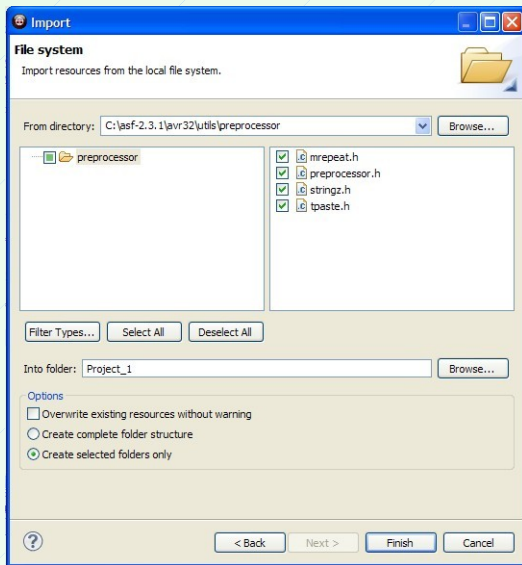 Import
File system
Import resources from the local file system.
From directory: C:\asf-2.3.1\avr32\utils\preprocessor Browse...
preprocessor
mrepeat.h
preprocessor.h
stringz.h
tpaste.h
Filter Types... Select All Deselect All
Into folder: Project_1 Browse...
Options
Overwrite existing resources without warning
Create complete folder structure
Create selected folders only
? < Back Next > Finish Cancel